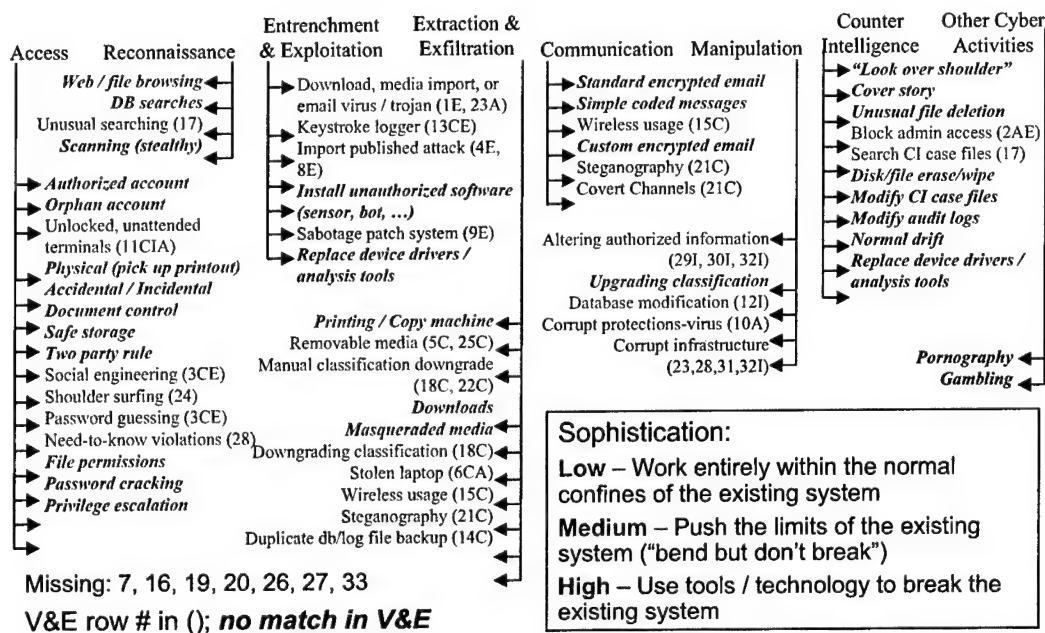 Access
Reconnaissance
Web / file browsing
DB searches
Unusual searching (17)
Scanning (stealthy)
Authorized account
Orphan account
Unlocked, unattended
terminals (11CIA)
Physical (pick up printout)
Accidental / Incidental
Document control
Safe storage
Two party rule
Social engineering (3CE)
Shoulder surfing (24)
Password guessing (3CE)
Need-to-know violations (28)
File permissions
Password cracking
Privilege escalation
Entrenchment
& Exploitation
Download, media import, or
email virus / trojan (1E, 23A)
Keystroke logger (13CE)
Import published attack (4E,
8E)
Install unauthorized software
(sensor, bot, …)
Sabotage patch system (9E)
Replace device drivers /
analysis tools
Extraction &
Exfiltration
Printing / Copy machine
Removable media (5C, 25C)
Manual classification downgrade
(18C, 22C)
Downloads
Masqueraded media
Downgrading classification (18C)
Stolen laptop (6CA)
Wireless usage (15C)
Steganography (21C)
Duplicate db/log file backup (14C)
Communication
Standard encrypted email
Simple coded messages
Wireless usage (15C)
Custom encrypted email
Steganography (21C)
Covert Channels (21C)
Manipulation
Altering authorized information
(29I, 30I, 32I)
Upgrading classification
Database modification (12I)
Corrupt protections-virus (10A)
Corrupt infrastructure
(23,28,31,32I)
Counter
Intelligence
"Look over shoulder"
Cover story
Unusual file deletion
Block admin access (2AE)
Search CI case files (17)
Disk/file erase/wipe
Modify CI case files
Modify audit logs
Normal drift
Replace device drivers /
analysis tools
Other Cyber
Activities
Pornography
Gambling
Missing: 7, 16, 19, 20, 26, 27, 33
V&E row # in (); no match in V&E
Sophistication:
Low – Work entirely within the normal
confines of the existing system
Medium – Push the limits of the existing
system ("bend but don't break")
High – Use tools / technology to break the
existing system